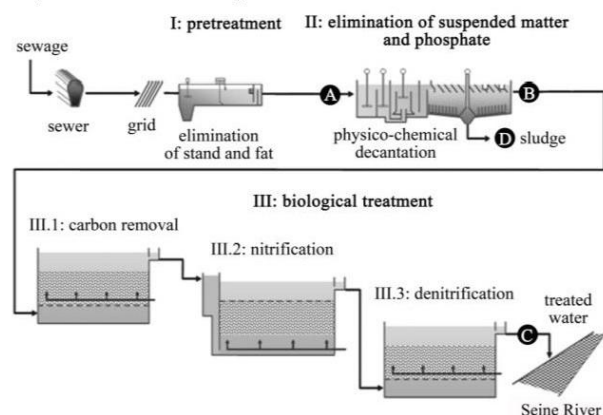 I: pretreatment
II: elimination of suspended matter
and phosphate
sewage
sewer
grid
elimination
of stand and fat
A
physico-chemical
decantation
B
D sludge
III: biological treatment
III.1: carbon removal
III.2: nitrification
III.3: denitrification
C
treated
water
Seine River